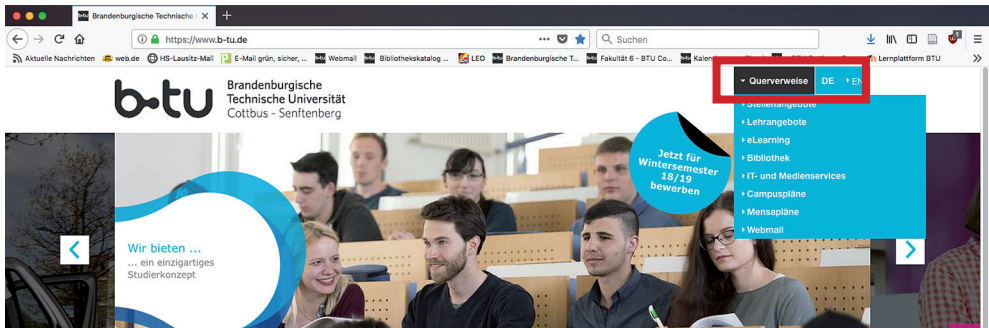 Brandenburgische Technische
https://www.b-tu.de
Suchen
Aktuelle Nachrichten web.de HS-Lausitz-Mail E-Mail grün, sicher, ... Webmail Bibliothekskatalog ... LEO Brandenburgische T... Fakultät 6 - BTU Co... Lernplattform BTU
b-tu
Brandenburgische
Technische Universität
Cottbus - Senftenberg
Querverweise DE EN
Stellenangebote
Lehrangebote
eLearning
Bibliothek
IT- und Medienservices
Campuspläne
Mensapläne
Webmail
Jetzt für
Wintersemester
18/19
bewerben
Wir bieten ...
... ein einzigartiges
Studierkonzept